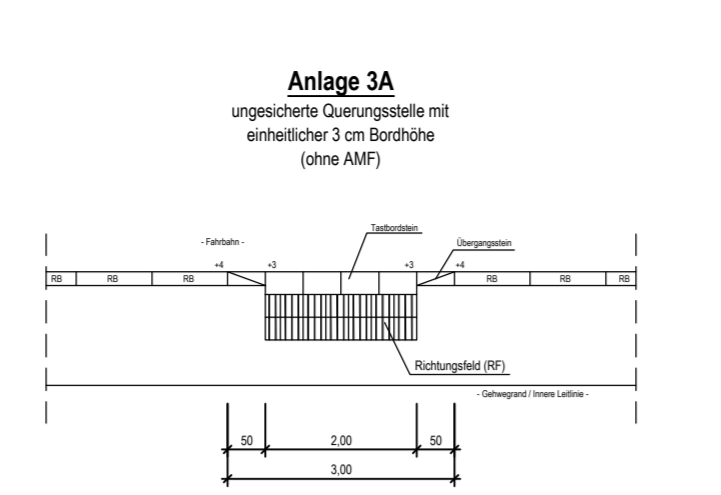 Anlage 3A
ungesicherte Querungsstelle mit
einheitlicher 3 cm Bordhöhe
(ohne AMF)
Tastbordstein
- Fahrbahn -
Übergangsstein
+4 +3 +3 +4
RB RB RB RB RB RB
Richtungsfeld (RF)
- Gehwegrand / Innere Leitlinie -
50 2,00 50
3,00